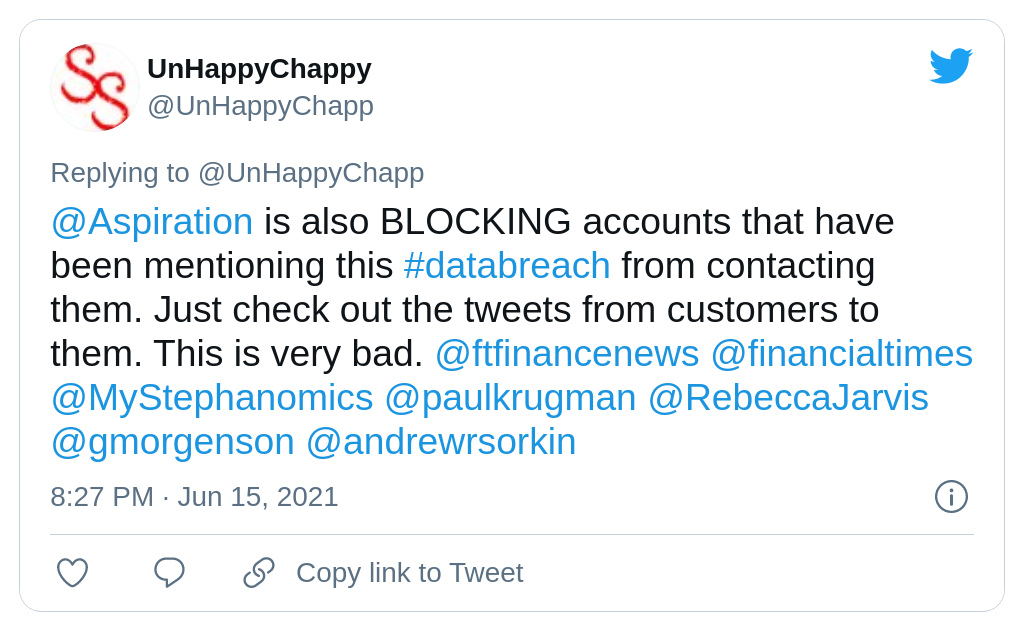 UnHappyChappy
@UnHappyChapp
Replying to @UnHappyChapp
@Aspiration is also BLOCKING accounts that have
been mentioning this #databreach from contacting
them. Just check out the tweets from customers to
them. This is very bad. @ftfinancenews @financialtimes
@MyStephanomics @paulkrugman @RebeccaJarvis
@gmorgenson @andrewrsorkin
8:27 PM · Jun 15, 2021
Copy link to Tweet